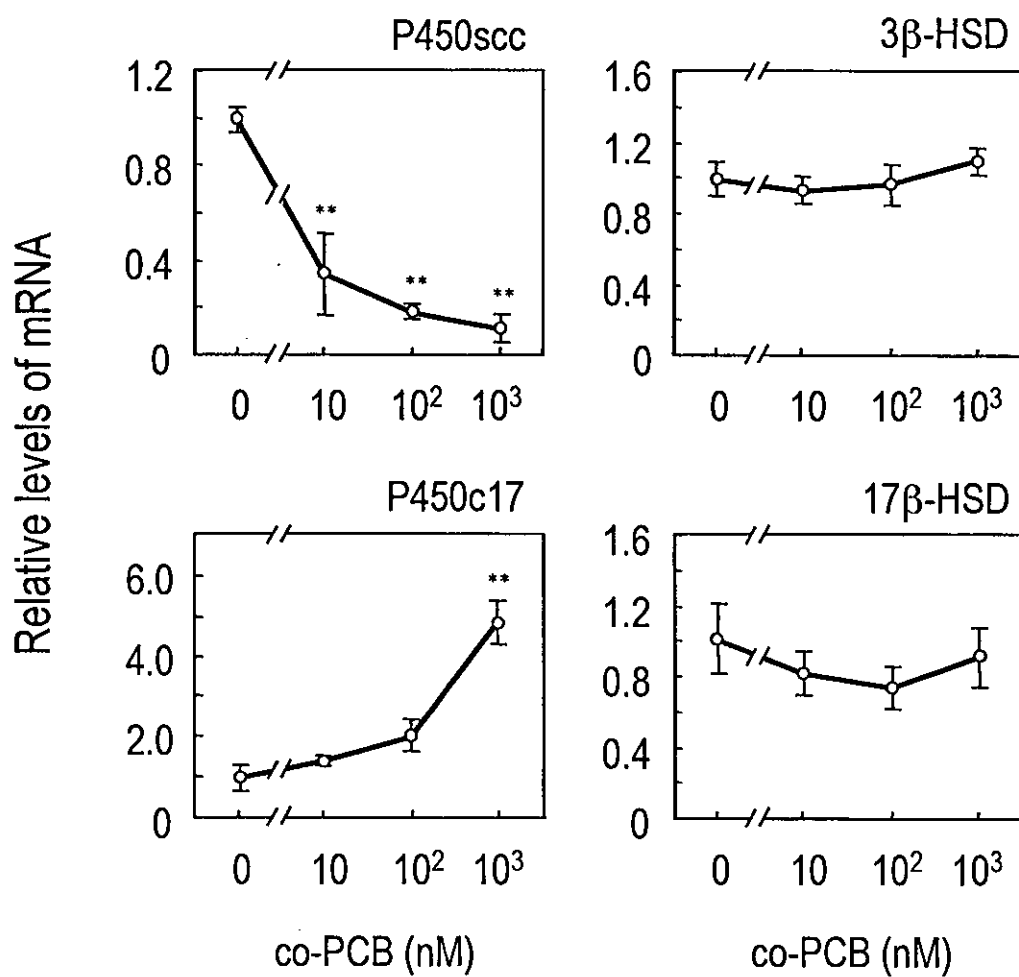 P450scc
3β-HSD
Relative levels of mRNA
1.2
0.8
0.4
0
**
**
**
0 10 10² 10³
1.6
1.2
0.8
0.4
0
0 10 10² 10³
P450c17
17β-HSD
6.0
4.0
2.0
0
**
0 10 10² 10³
co-PCB (nM)
1.6
1.2
0.8
0.4
0
0 10 10² 10³
co-PCB (nM)